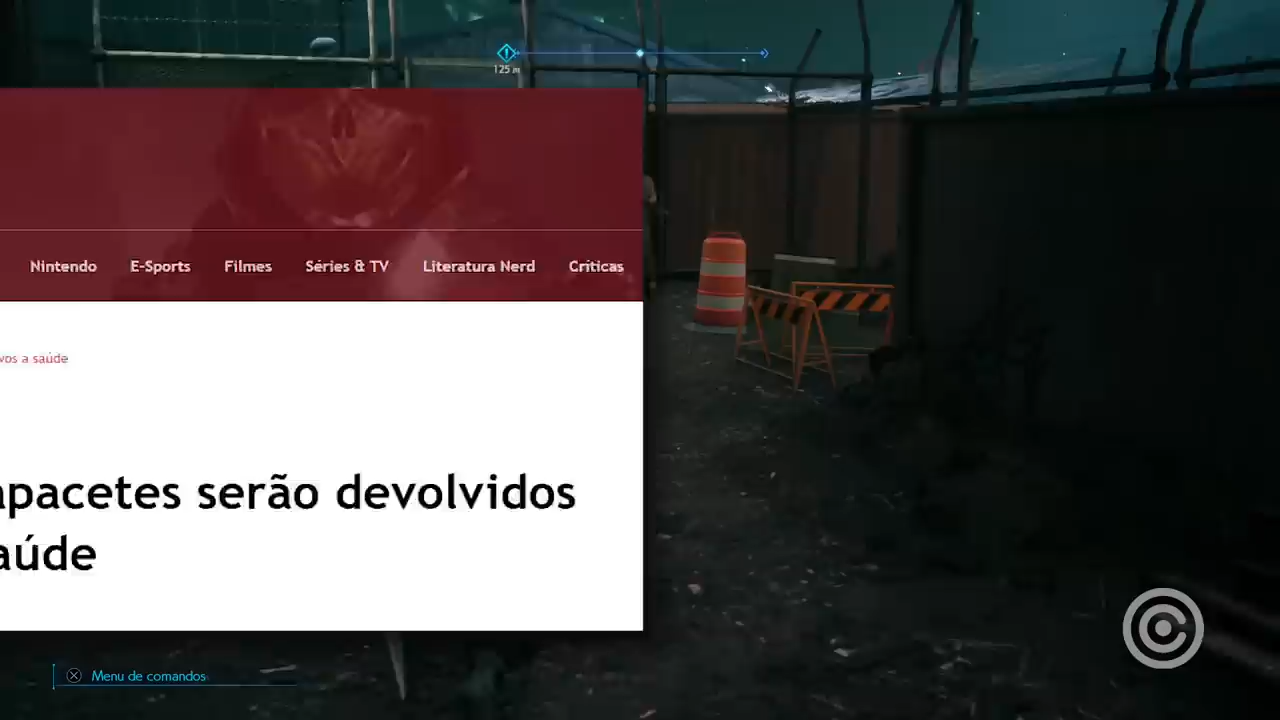 125 m
Nintendo E-Sports Filmes Séries & TV Literatura Nerd Críticas
vos a saúde
apacetes serão devolvidos
aúde
Menu de comandos